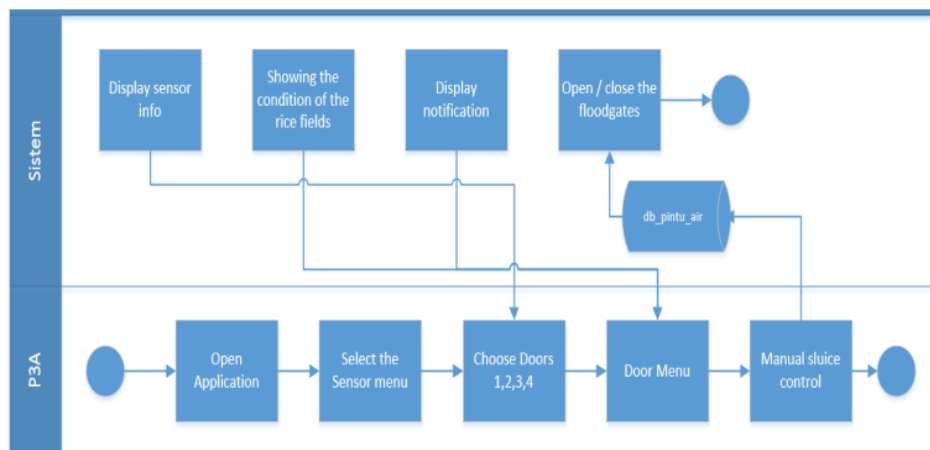 Sistem
Display sensor
info
Showing the
condition of the
rice fields
Display
notification
Open / close the
floodgates
db_pintu_air
P3A
Open
Application
Select the
Sensor menu
Choose Doors
1,2,3,4
Door Menu
Manual sluice
control